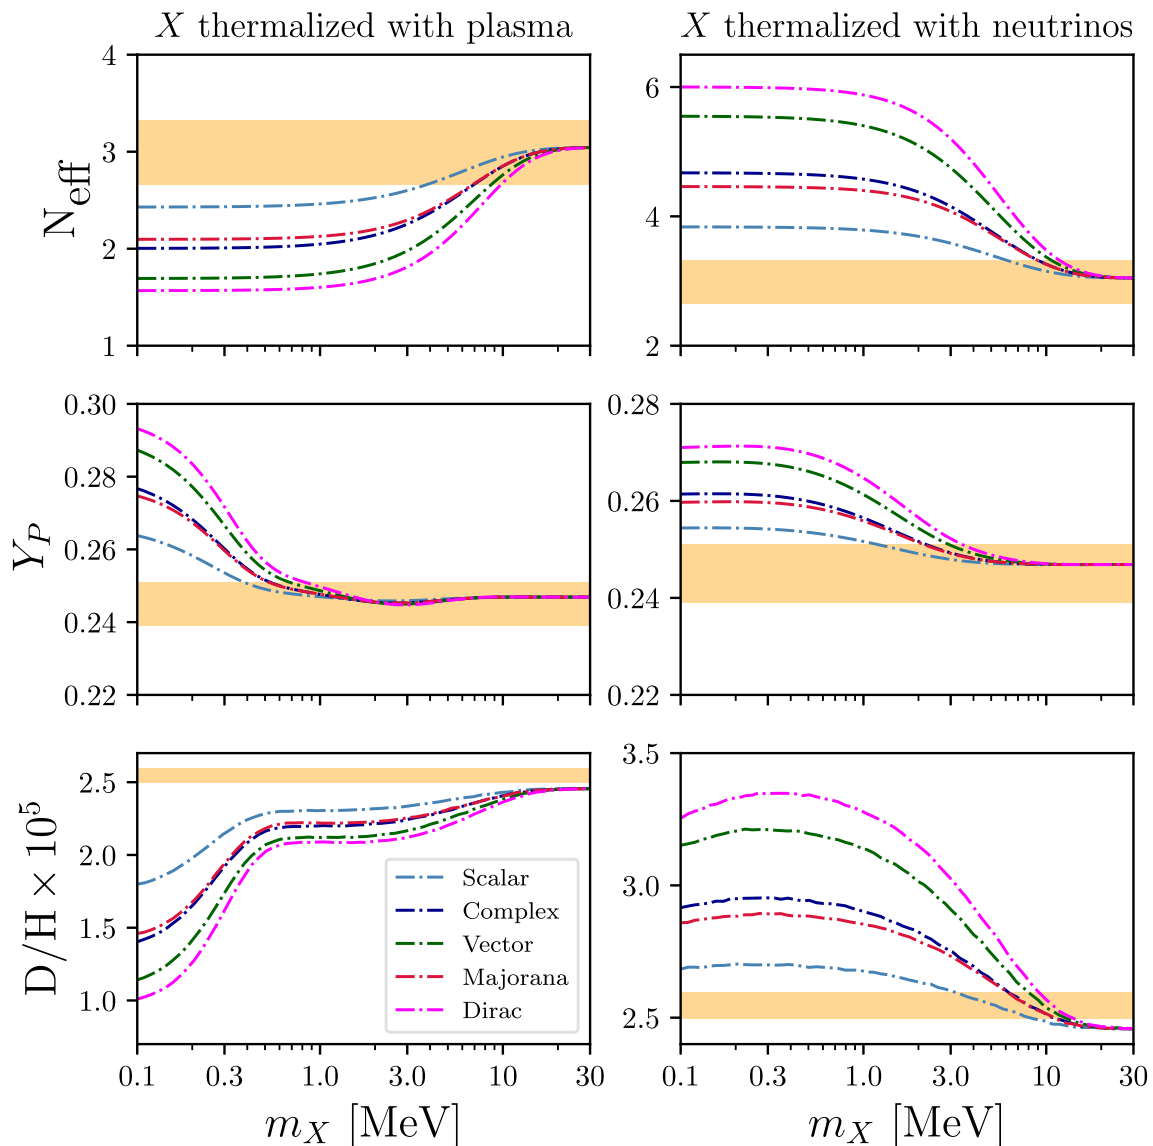 X thermalized with plasma
X thermalized with neutrinos
N_eff
4
3
2
1
6
4
2
Y_P
0.30
0.28
0.26
0.24
0.22
0.28
0.26
0.24
0.22
D/H × 10^5
2.5
2.0
1.5
1.0
3.5
3.0
2.5
Scalar
Complex
Vector
Majorana
Dirac
0.1 0.3 1.0 3.0 10 30
0.1 0.3 1.0 3.0 10 30
m_X [MeV]
m_X [MeV]